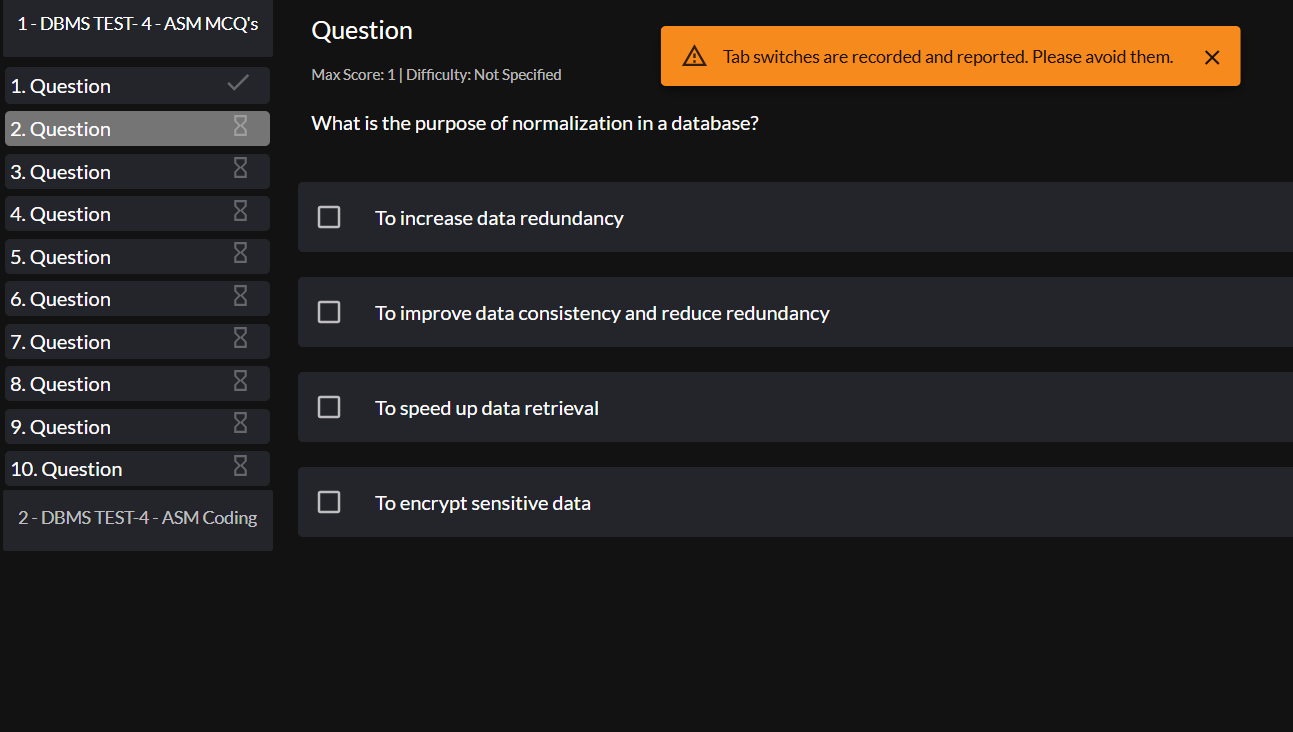 1 - DBMS TEST- 4 - ASM MCQ's
1. Question
2. Question
3. Question
4. Question
5. Question
6. Question
7. Question
8. Question
9. Question
10. Question
2 - DBMS TEST-4 - ASM Coding
Question
Max Score: 1 | Difficulty: Not Specified
Tab switches are recorded and reported. Please avoid them.
What is the purpose of normalization in a database?
To increase data redundancy
To improve data consistency and reduce redundancy
To speed up data retrieval
To encrypt sensitive data